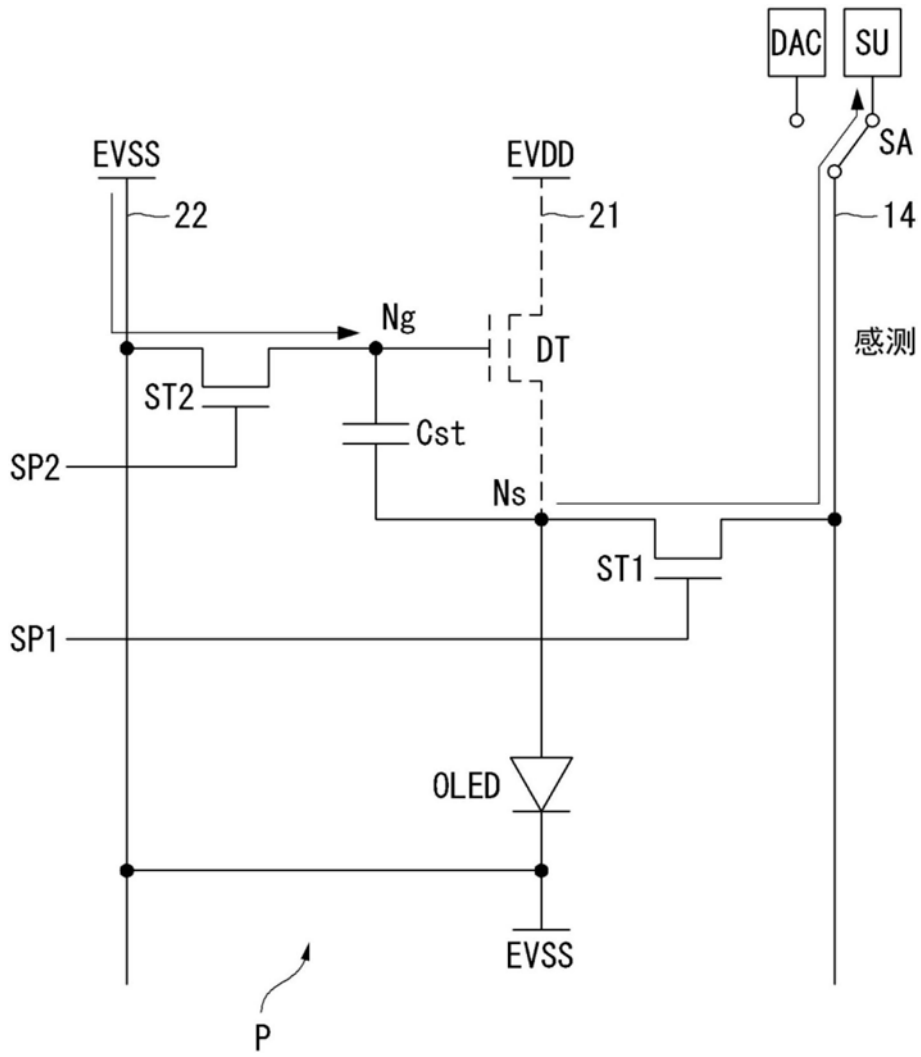 DAC
SU
SA
EVSS
EVDD
22
21
14
Ng
DT
感测
ST2
Cst
SP2
Ns
ST1
SP1
OLED
EVSS
P